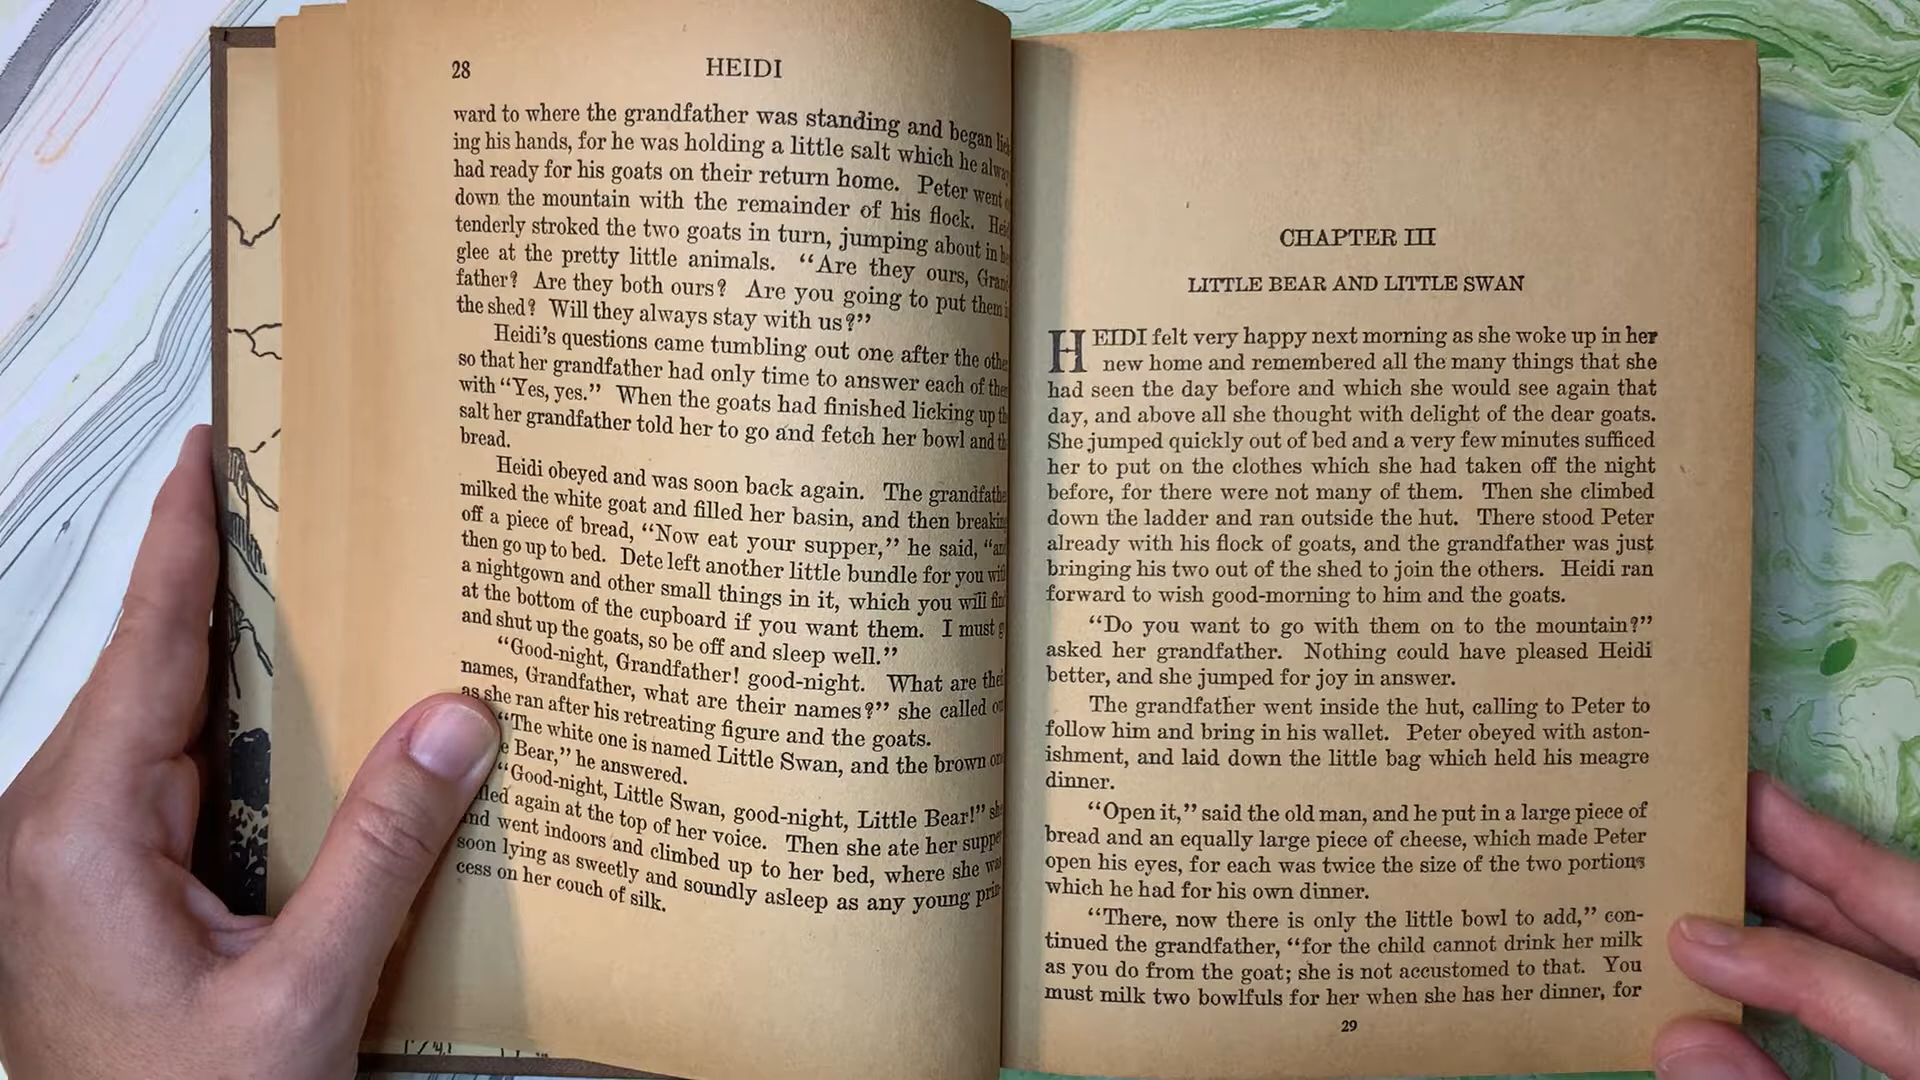 28
HEIDI
ward to where the grandfather was standing and began
ing his hands, for he was holding a little salt which he
had ready for his goats on their return home. Peter went
down the mountain with the remainder of his flock.
tenderly stroked the two goats in turn, jumping about in
glee at the pretty little animals. “Are they ours,
father? Are they both ours? Are you going to put them
the shed? Will they always stay with us?”
Heidi's questions came tumbling out one after the
so that her grandfather had only time to answer each of
with “Yes, yes.” When the goats had finished licking up
salt her grandfather told her to go and fetch her bowl and
bread.
Heidi obeyed and was soon back again. The
milked the white goat and filled her basin, and then
off a piece of bread, “Now eat your supper,” he said,
then go up to bed. Dete left another little bundle for you
a nightgown and other small things in it, which you will
at the bottom of the cupboard if you want them. I must
and shut up the goats, so be off and sleep well.”
“Good-night, Grandfather! good-night. What are
names, Grandfather, what are their names?” she called
as she ran after his retreating figure and the goats.
“The white one is named Little Swan, and the brown
Bear,” he answered.
“Good-night, Little Swan, good-night, Little Bear!”
again at the top of her voice. Then she ate her
and went indoors and climbed up to her bed, where she
soon lying as sweetly and soundly asleep as any young prin-
cess on her couch of silk.
CHAPTER III
LITTLE BEAR AND LITTLE SWAN
HEIDI felt very happy next morning as she woke up in her
new home and remembered all the many things that she
had seen the day before and which she would see again that
day, and above all she thought with delight of the dear goats.
She jumped quickly out of bed and a very few minutes sufficed
her to put on the clothes which she had taken off the night
before, for there were not many of them. Then she climbed
down the ladder and ran outside the hut. There stood Peter
already with his flock of goats, and the grandfather was just
bringing his two out of the shed to join the others. Heidi ran
forward to wish good-morning to him and the goats.
“Do you want to go with them on to the mountain?”
asked her grandfather. Nothing could have pleased Heidi
better, and she jumped for joy in answer.
The grandfather went inside the hut, calling to Peter to
follow him and bring in his wallet. Peter obeyed with aston-
ishment, and laid down the little bag which held his meagre
dinner.
“Open it,” said the old man, and he put in a large piece of
bread and an equally large piece of cheese, which made Peter
open his eyes, for each was twice the size of the two portions
which he had for his own dinner.
“There, now there is only the little bowl to add,” con-
tinued the grandfather, “for the child cannot drink her milk
as you do from the goat; she is not accustomed to that. You
must milk two bowlfuls for her when she has her dinner, for
29